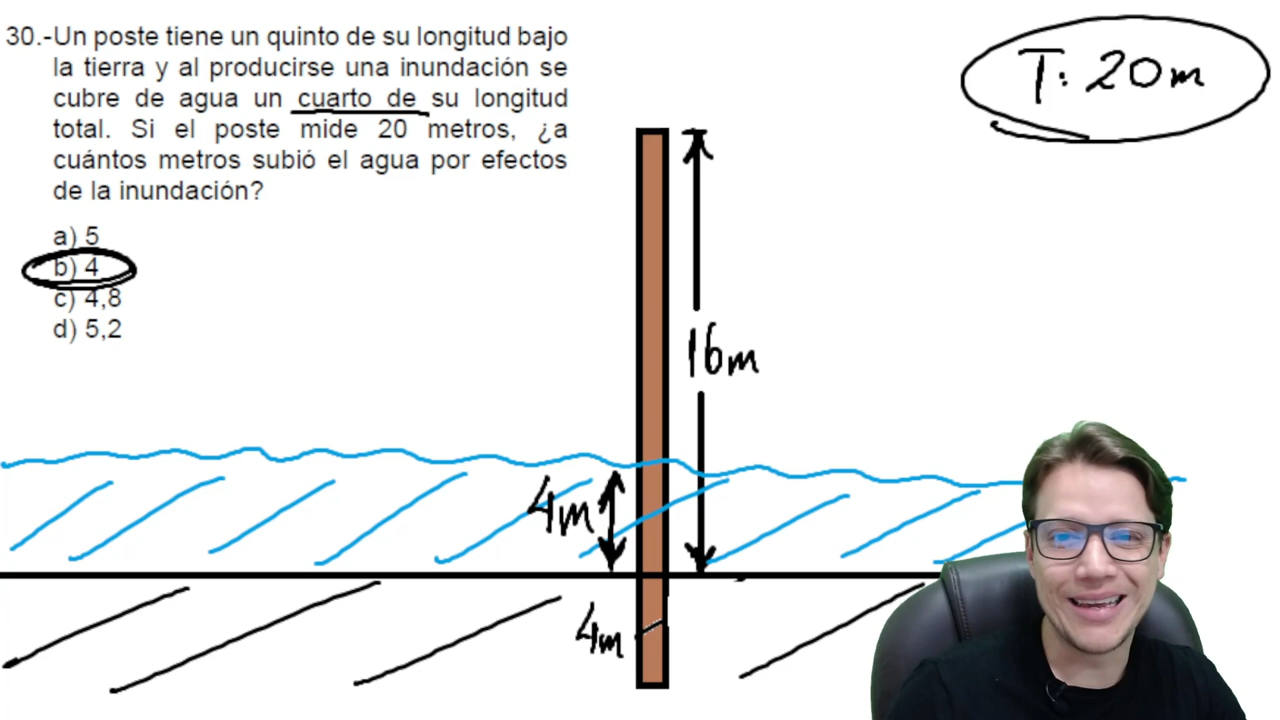 30.-Un poste tiene un quinto de su longitud bajo
la tierra y al producirse una inundación se
cubre de agua un cuarto de su longitud
total. Si el poste mide 20 metros, ¿a
cuántos metros subió el agua por efectos
de la inundación?
a) 5
b) 4
c) 4,8
d) 5,2
T: 20m
16m
4m
4m